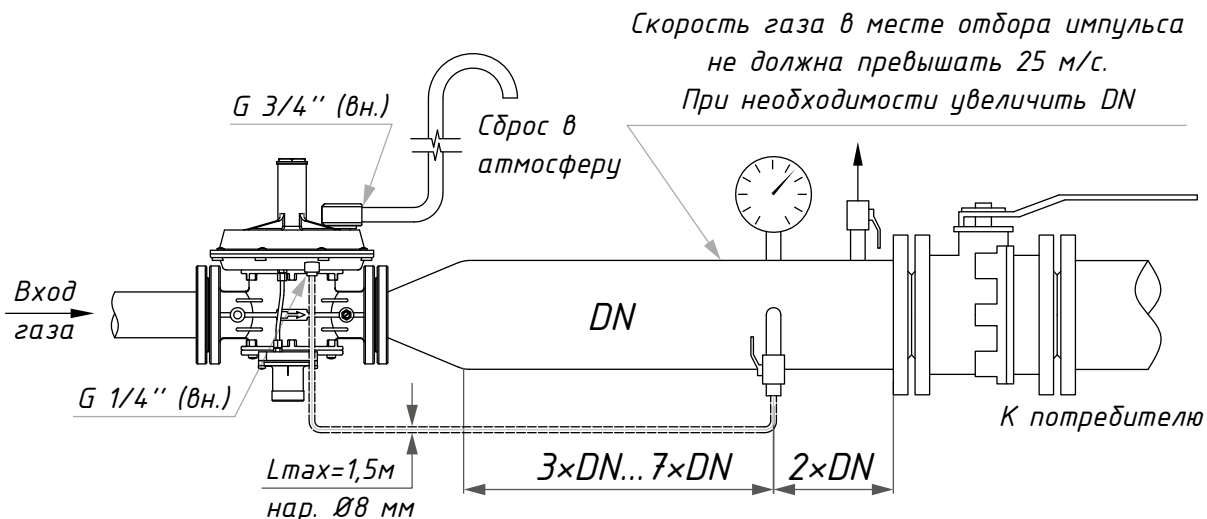 Скорость газа в месте отбора импульса
не должна превышать 25 м/с.
При необходимости увеличить DN
G 3/4'' (вн.)
Сброс в
атмосферу
Вход
газа
DN
G 1/4'' (вн.)
К потребителю
Lmax=1,5м
нар. Ø8 мм
3×DN...7×DN
2×DN